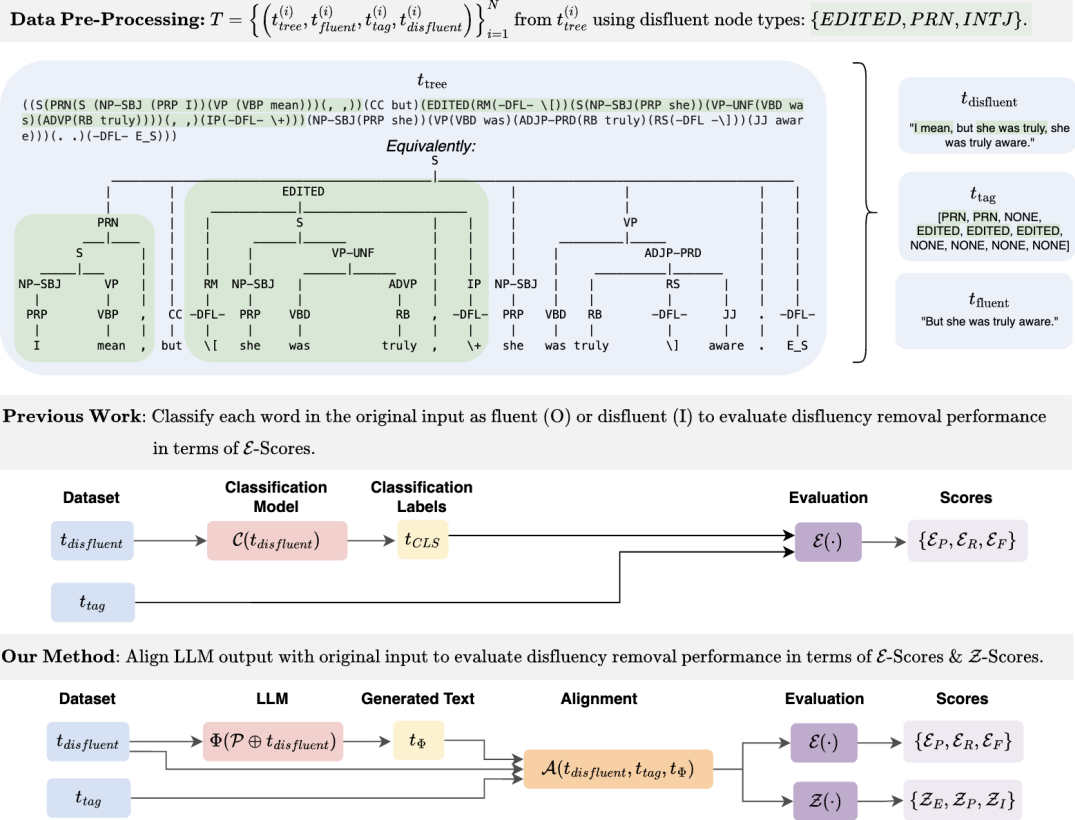 Data Pre-Processing: T = {(t_tree^(i), t_fluent^(i), t_tag^(i), t_disfluent^(i))}_{i=1}^N from t_tree^(i) using disfluent node types: {EDITED, PRN, INTJ}.
t_tree
((S(PRN(S (NP-SBJ (PRP I))(VP (VBP mean)))(, ,))(CC but)(EDITED(RM(-DFL- \[))(S(NP-SBJ(PRP she))(VP-UNF(VBD wa
s)(ADVP(RB truly))))(, ,)(IP(-DFL- \+)))(NP-SBJ(PRP she))(VP(VBD was)(ADJP-PRD(RB truly)(RS(-DFL -\]))(JJ awar
e)))(. .)(-DFL- E_S)))
Equivalently:
S
EDITED
PRN S VP
S VP-UNF ADJP-PRD
NP-SBJ VP RM NP-SBJ ADVP IP NP-SBJ RS
PRP VBP , CC -DFL- PRP VBD RB , -DFL- PRP VBD RB -DFL- JJ . -DFL-
I mean , but \[ she was truly , \+ she was truly \] aware . E_S
t_disfluent
"I mean, but she was truly, she
was truly aware."
t_tag
[PRN, PRN, NONE,
EDITED, EDITED, EDITED,
NONE, NONE, NONE, NONE]
t_fluent
"But she was truly aware."
Previous Work: Classify each word in the original input as fluent (O) or disfluent (I) to evaluate disfluency removal performance
in terms of ℰ-Scores.
Dataset
Classification
Model
Classification
Labels
Evaluation
Scores
t_disfluent
C(t_disfluent)
t_CLS
ℰ(·)
{ℰ_P, ℰ_R, ℰ_F}
t_tag
Our Method: Align LLM output with original input to evaluate disfluency removal performance in terms of ℰ-Scores & Z-Scores.
Dataset
LLM
Generated Text
Alignment
Evaluation
Scores
t_disfluent
Φ(P ⊕ t_disfluent)
t_Φ
A(t_disfluent, t_tag, t_Φ)
ℰ(·)
{ℰ_P, ℰ_R, ℰ_F}
t_tag
Z(·)
{Z_E, Z_P, Z_I}